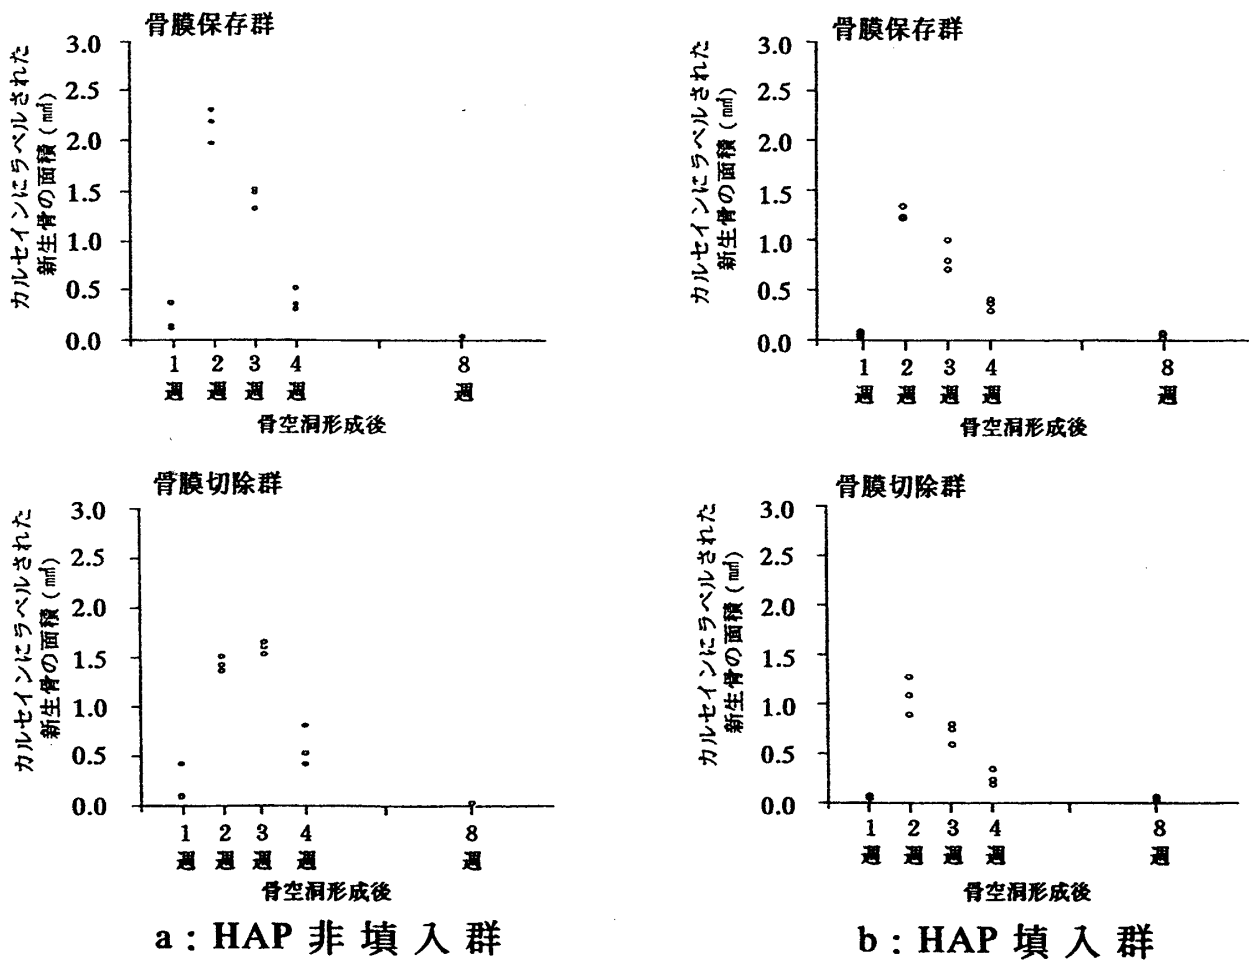 骨膜保存群
カルセインにラベルされた
新生骨の面積(㎟)
3.0
2.5
2.0
1.5
1.0
0.5
0.0
1 2 3 4 8
週 週 週 週 週
骨空洞形成後
骨膜保存群
カルセインにラベルされた
新生骨の面積(㎟)
3.0
2.5
2.0
1.5
1.0
0.5
0.0
1 2 3 4 8
週 週 週 週 週
骨空洞形成後
骨膜切除群
カルセインにラベルされた
新生骨の面積(㎟)
3.0
2.5
2.0
1.5
1.0
0.5
0.0
1 2 3 4 8
週 週 週 週 週
骨空洞形成後
骨膜切除群
カルセインにラベルされた
新生骨の面積(㎟)
3.0
2.5
2.0
1.5
1.0
0.5
0.0
1 2 3 4 8
週 週 週 週 週
骨空洞形成後
a : HAP 非填入群
b : HAP 填入群